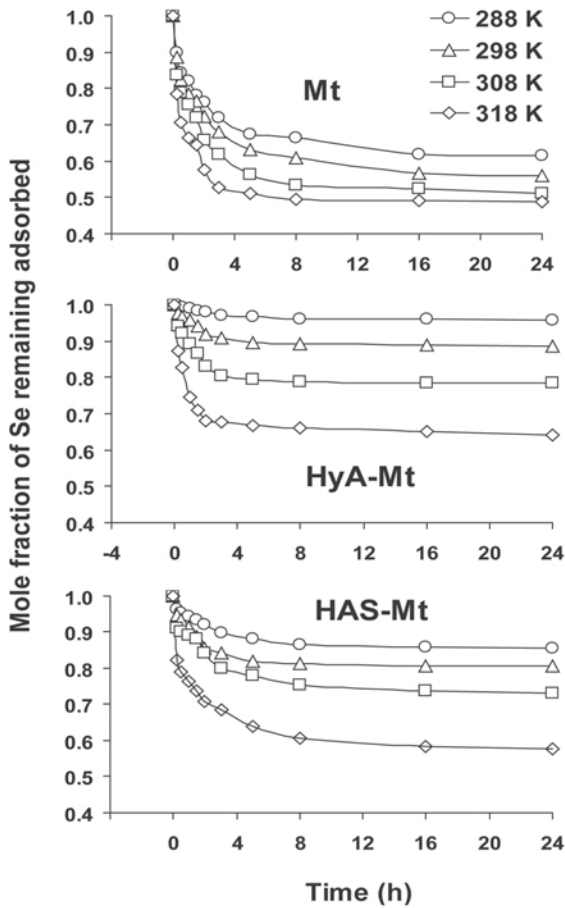 Mole fraction of Se remaining adsorbed
1.0
0.9
0.8
0.7
0.6
0.5
0.4
Mt
288 K
298 K
308 K
318 K
0 4 8 12 16 20 24
1.0
0.9
0.8
0.7
0.6
0.5
0.4
HyA-Mt
-4 0 4 8 12 16 20 24
1.0
0.9
0.8
0.7
0.6
0.5
0.4
HAS-Mt
0 4 8 12 16 20 24
Time (h)